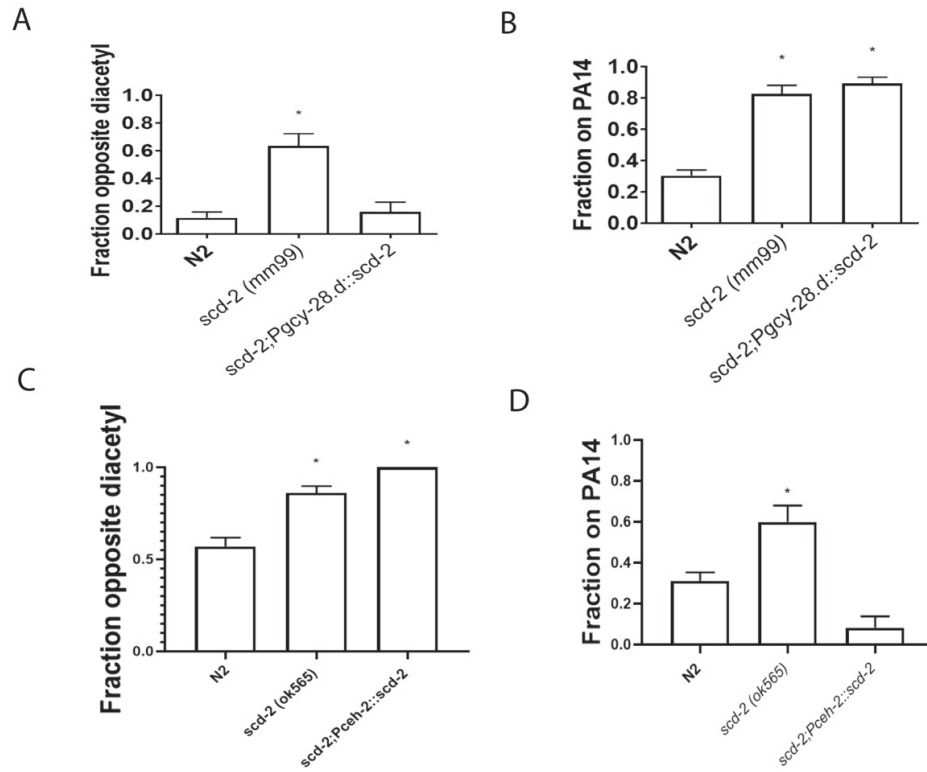 A
Fraction opposite diacetyl
1.0
0.8
0.6
0.4
0.2
0.0
*
N2
scd-2 (mm99)
scd-2;Pgcy-28.d::scd-2
B
Fraction on PA14
1.0
0.8
0.6
0.4
0.2
0.0
*
*
N2
scd-2 (mm99)
scd-2;Pgcy-28.d::scd-2
C
Fraction opposite diacetyl
1.0
0.5
0.0
*
*
N2
scd-2 (ok565)
scd-2;Pceh-2::scd-2
D
Fraction on PA14
1.0
0.8
0.6
0.4
0.2
0.0
*
N2
scd-2 (ok565)
scd-2;Pceh-2::scd-2